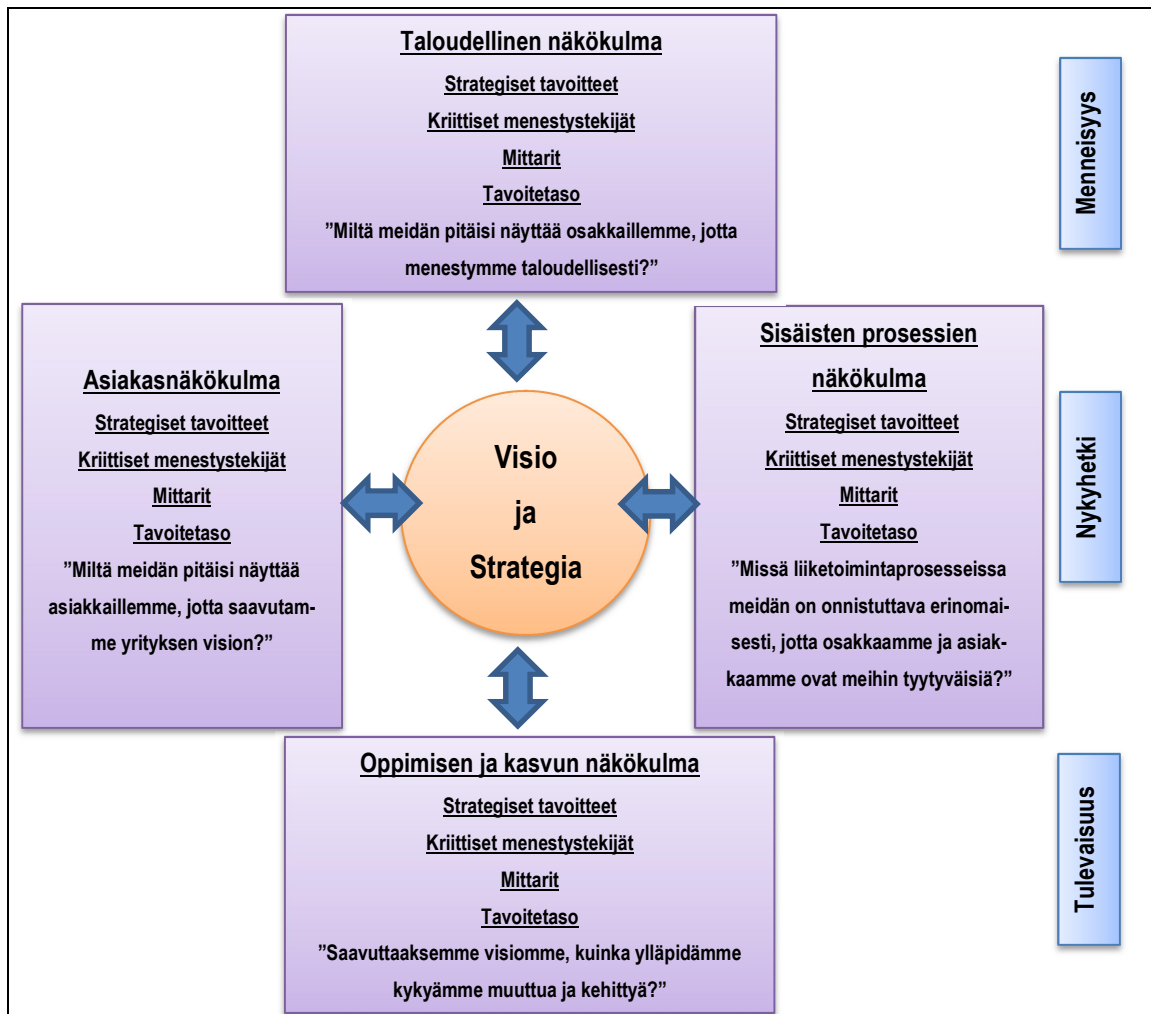 Taloudellinen näkökulma
Strategiset tavoitteet
Kriittiset menestystekijät
Mittarit
Tavoitetaso
”Miltä meidän pitäisi näyttää osakkaillemme, jotta
menestymme taloudellisesti?”
Menneisyys
Asiakasnäkökulma
Strategiset tavoitteet
Kriittiset menestystekijät
Mittarit
Tavoitetaso
”Miltä meidän pitäisi näyttää
asiakkaillemme, jotta saavutam-
me yrityksen vision?”
Visio
ja
Strategia
Sisäisten prosessien
näkökulma
Strategiset tavoitteet
Kriittiset menestystekijät
Mittarit
Tavoitetaso
”Missä liiketoimintaprosesseissa
meidän on onnistuttava erinomai-
sesti, jotta osakkaamme ja asiak-
kaamme ovat meihin tyytyväisiä?”
Nykyhetki
Oppimisen ja kasvun näkökulma
Strategiset tavoitteet
Kriittiset menestystekijät
Mittarit
Tavoitetaso
”Saavuttaaksemme visiomme, kuinka ylläpidämme
kykyämme muuttua ja kehittyä?”
Tulevaisuus